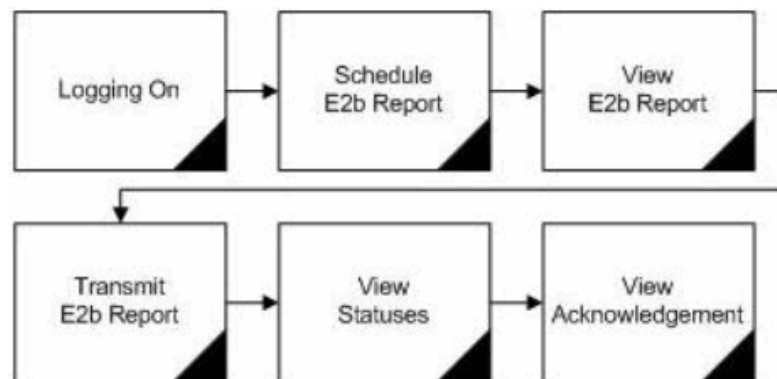 Logging On
Schedule
E2b Report
View
E2b Report
Transmit
E2b Report
View
Statuses
View
Acknowledgement